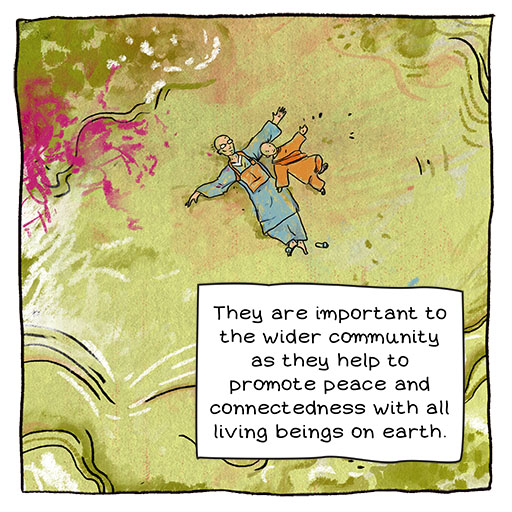 They are important to
the wider community
as they help to
promote peace and
connectedness with all
living beings on earth.